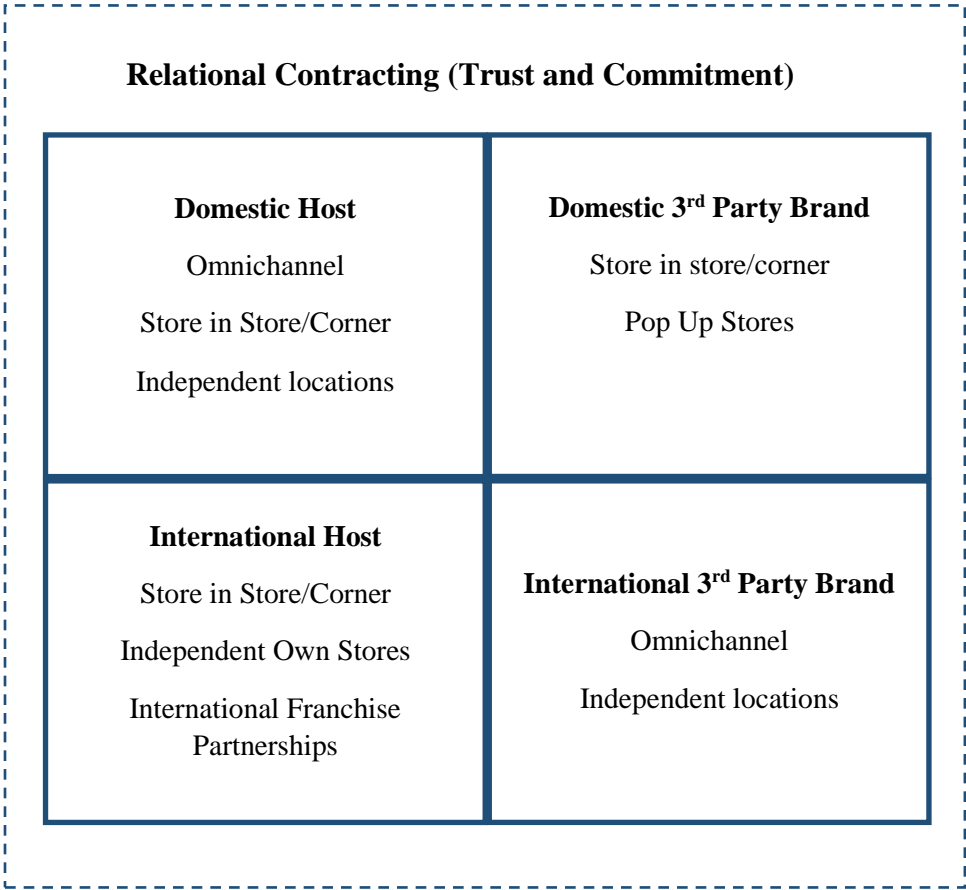 Relational Contracting (Trust and Commitment)
Domestic Host
Omnichannel
Store in Store/Corner
Independent locations
Domestic 3rd Party Brand
Store in store/corner
Pop Up Stores
International Host
Store in Store/Corner
Independent Own Stores
International Franchise
Partnerships
International 3rd Party Brand
Omnichannel
Independent locations